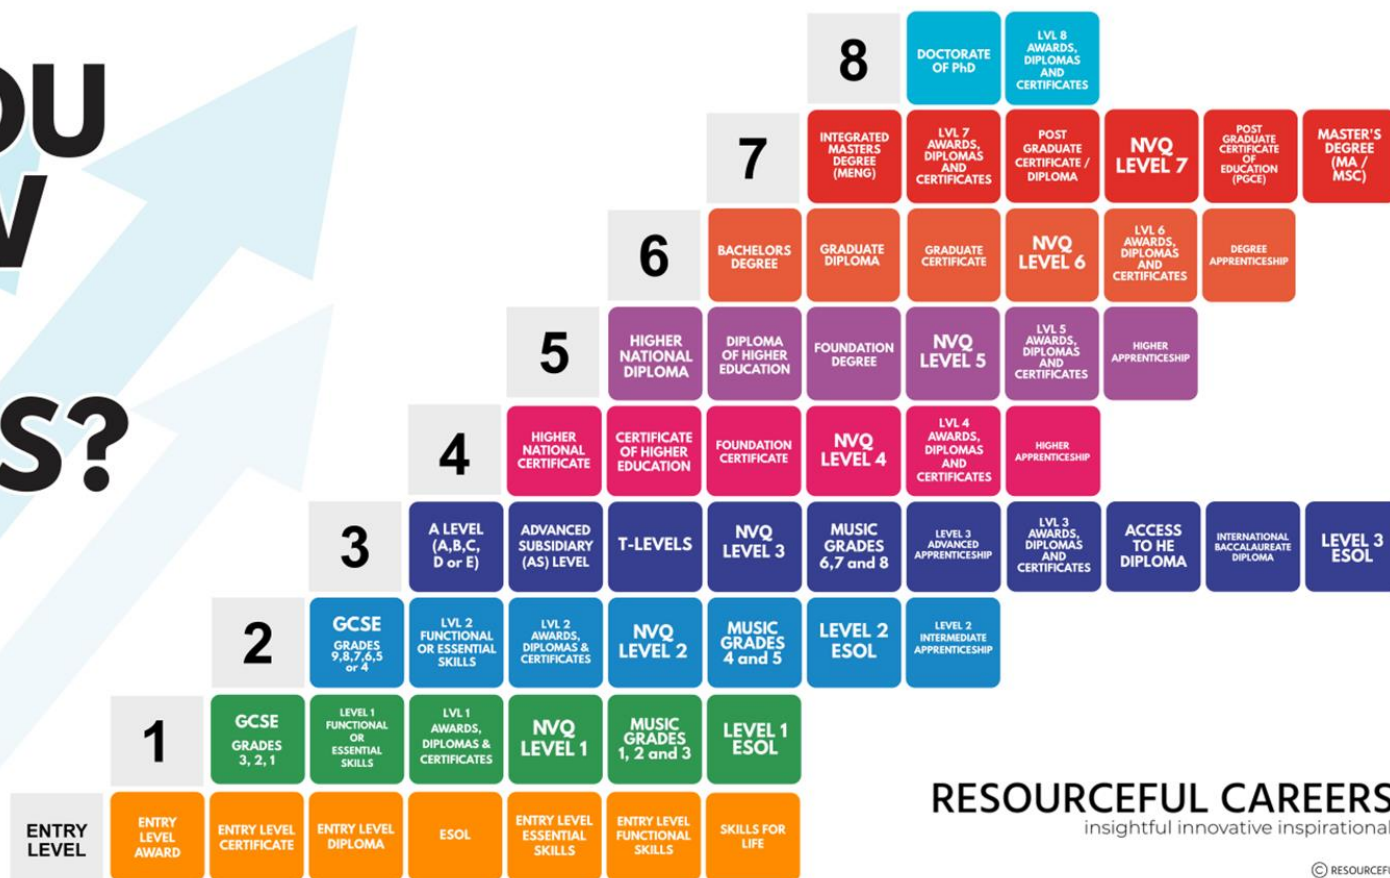 OU
W
S?
8
DOCTORATE
OF PhD
LVL 8
AWARDS,
DIPLOMAS
AND
CERTIFICATES
7
INTEGRATED
MASTERS
DEGREE
(MENG)
LVL 7
AWARDS,
DIPLOMAS
AND
CERTIFICATES
POST
GRADUATE
CERTIFICATE /
DIPLOMA
NVQ
LEVEL 7
POST
GRADUATE
CERTIFICATE
OF
EDUCATION
(PGCE)
MASTER'S
DEGREE
(MA /
MSC)
6
BACHELORS
DEGREE
GRADUATE
DIPLOMA
GRADUATE
CERTIFICATE
NVQ
LEVEL 6
LVL 6
AWARDS,
DIPLOMAS
AND
CERTIFICATES
DEGREE
APPRENTICESHIP
5
HIGHER
NATIONAL
DIPLOMA
DIPLOMA
OF HIGHER
EDUCATION
FOUNDATION
DEGREE
NVQ
LEVEL 5
LVL 5
AWARDS,
DIPLOMAS
AND
CERTIFICATES
HIGHER
APPRENTICESHIP
4
HIGHER
NATIONAL
CERTIFICATE
CERTIFICATE
OF HIGHER
EDUCATION
FOUNDATION
CERTIFICATE
NVQ
LEVEL 4
LVL 4
AWARDS,
DIPLOMAS
AND
CERTIFICATES
HIGHER
APPRENTICESHIP
3
A LEVEL
(A,B,C,
D or E)
ADVANCED
SUBSIDIARY
(AS) LEVEL
T-LEVELS
NVQ
LEVEL 3
MUSIC
GRADES
6,7 and 8
LEVEL 3
ADVANCED
APPRENTICESHIP
LVL 3
AWARDS,
DIPLOMAS
AND
CERTIFICATES
ACCESS
TO HE
DIPLOMA
INTERNATIONAL
BACCALAUREATE
DIPLOMA
LEVEL 3
ESOL
2
GCSE
GRADES
9,8,7,6,5
or 4
LVL 2
FUNCTIONAL
OR ESSENTIAL
SKILLS
LVL 2
AWARDS,
DIPLOMAS &
CERTIFICATES
NVQ
LEVEL 2
MUSIC
GRADES
4 and 5
LEVEL 2
ESOL
LEVEL 2
INTERMEDIATE
APPRENTICESHIP
1
GCSE
GRADES
3, 2, 1
LEVEL 1
FUNCTIONAL
OR
ESSENTIAL
SKILLS
LVL 1
AWARDS,
DIPLOMAS &
CERTIFICATES
NVQ
LEVEL 1
MUSIC
GRADES
1, 2 and 3
LEVEL 1
ESOL
ENTRY
LEVEL
ENTRY
LEVEL
AWARD
ENTRY LEVEL
CERTIFICATE
ENTRY LEVEL
DIPLOMA
ESOL
ENTRY LEVEL
ESSENTIAL
SKILLS
ENTRY LEVEL
FUNCTIONAL
SKILLS
SKILLS FOR
LIFE
RESOURCEFUL CAREERS
insightful innovative inspirational
© RESOURCEFU